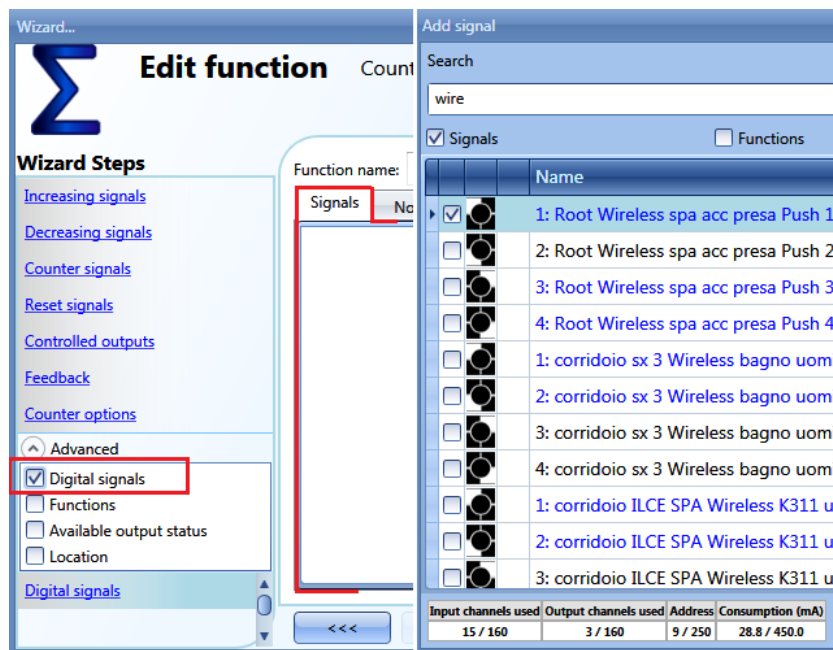 Wizard...
Edit function Count
Wizard Steps
Increasing signals
Decreasing signals
Counter signals
Reset signals
Controlled outputs
Feedback
Counter options
Advanced
Digital signals
Functions
Available output status
Location
Digital signals
Function name:
Signals No
<<<
Add signal
Search
wire
Signals Functions
Name
1: Root Wireless spa acc presa Push 1
2: Root Wireless spa acc presa Push 2
3: Root Wireless spa acc presa Push 3
4: Root Wireless spa acc presa Push 4
1: corridoio sx 3 Wireless bagno uom
2: corridoio sx 3 Wireless bagno uom
3: corridoio sx 3 Wireless bagno uom
4: corridoio sx 3 Wireless bagno uom
1: corridoio ILCE SPA Wireless K311 u
2: corridoio ILCE SPA Wireless K311 u
3: corridoio ILCE SPA Wireless K311 u
Input channels used Output channels used Address Consumption (mA)
15 / 160 3 / 160 9 / 250 28.8 / 450.0